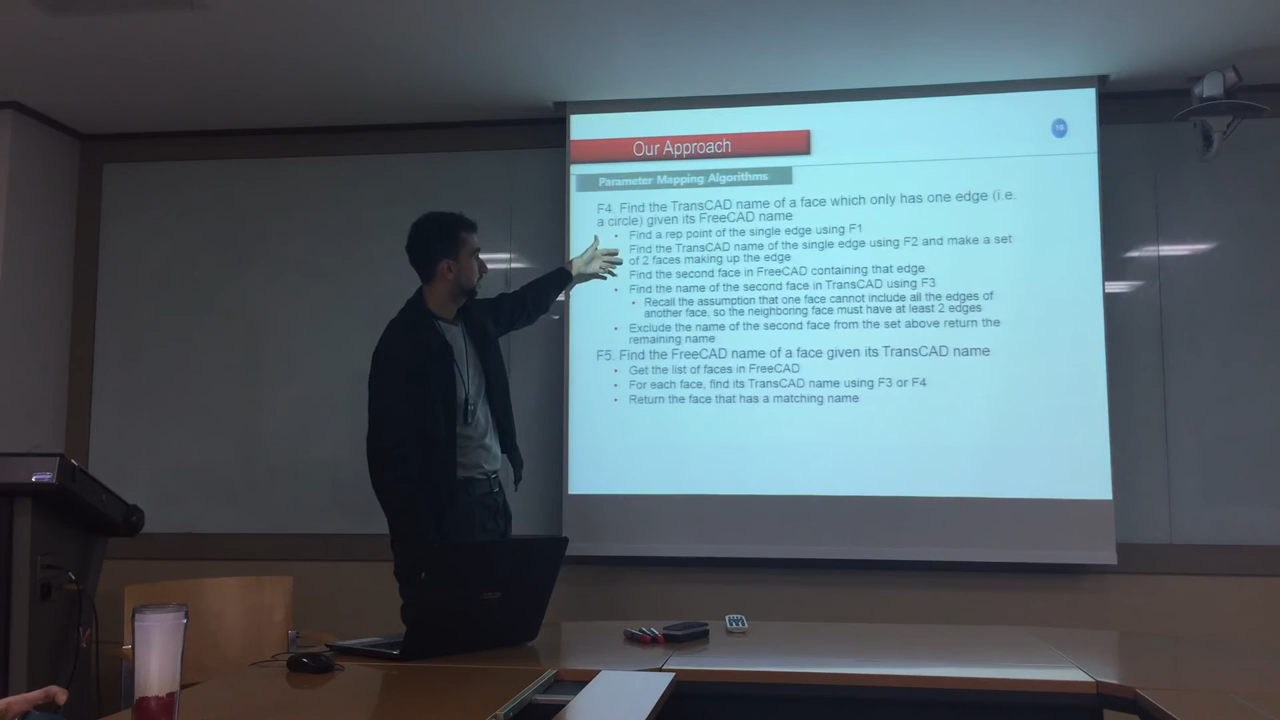 Our Approach
18
Parameter Mapping Algorithms
F4. Find the TransCAD name of a face which only has one edge (i.e.
a circle) given its FreeCAD name
• Find a rep point of the single edge using F1
Find the TransCAD name of the single edge using F2 and make a set
of 2 faces making up the edge
Find the second face in FreeCAD containing that edge
• Find the name of the second face in TransCAD using F3
• Recall the assumption that one face cannot include all the edges of
another face, so the neighboring face must have at least 2 edges
• Exclude the name of the second face from the set above return the
remaining name
F5. Find the FreeCAD name of a face given its TransCAD name
• Get the list of faces in FreeCAD
• For each face, find its TransCAD name using F3 or F4
• Return the face that has a matching name
ASUS